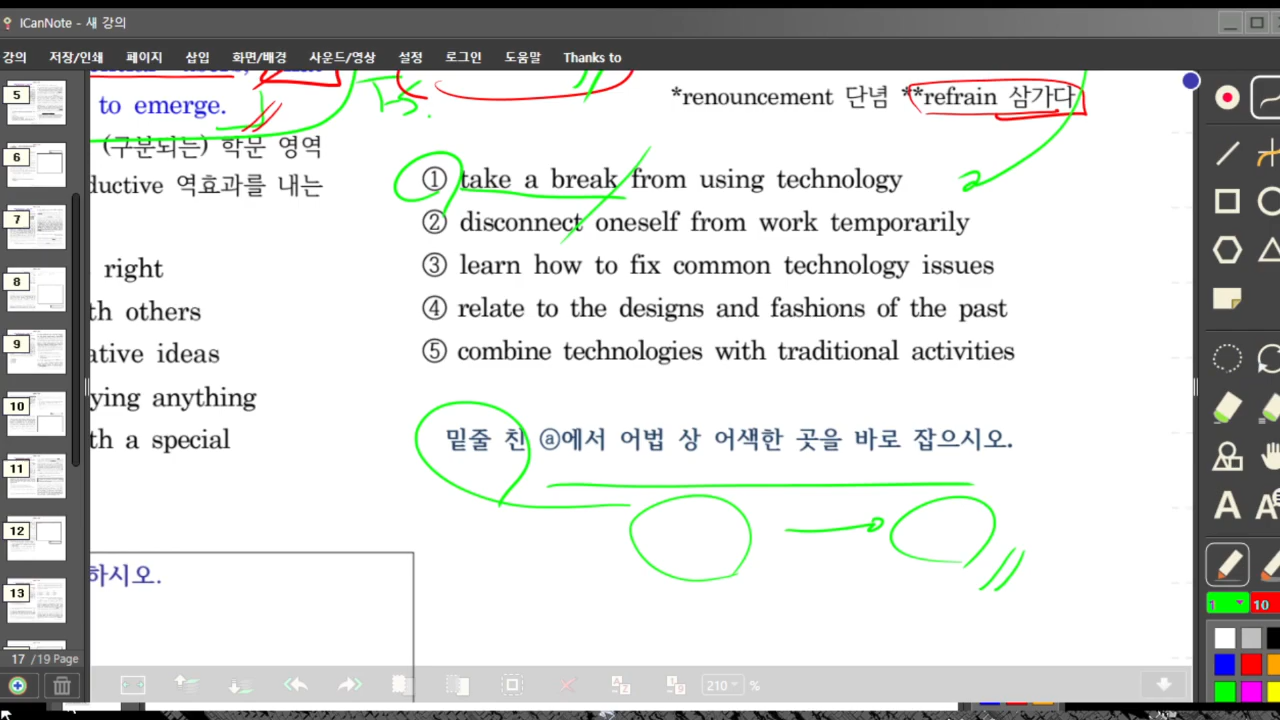 ICanNote - 새 강의
강의 저장/인쇄 페이지 삽입 화면/배경 사운드/영상 설정 로그인 도움말 Thanks to
to emerge.
(구분되는) 학문 영역
ductive 역효과를 내는
right
th others
ative ideas
ying anything
th a special
하시오.
*renouncement 단념 **refrain 삼가다
① take a break from using technology
② disconnect oneself from work temporarily
③ learn how to fix common technology issues
④ relate to the designs and fashions of the past
⑤ combine technologies with traditional activities
밑줄 친 ⓐ에서 어법 상 어색한 곳을 바로 잡으시오.
5
6
7
8
9
10
11
12
13
17 /19 Page
210 %
1 10